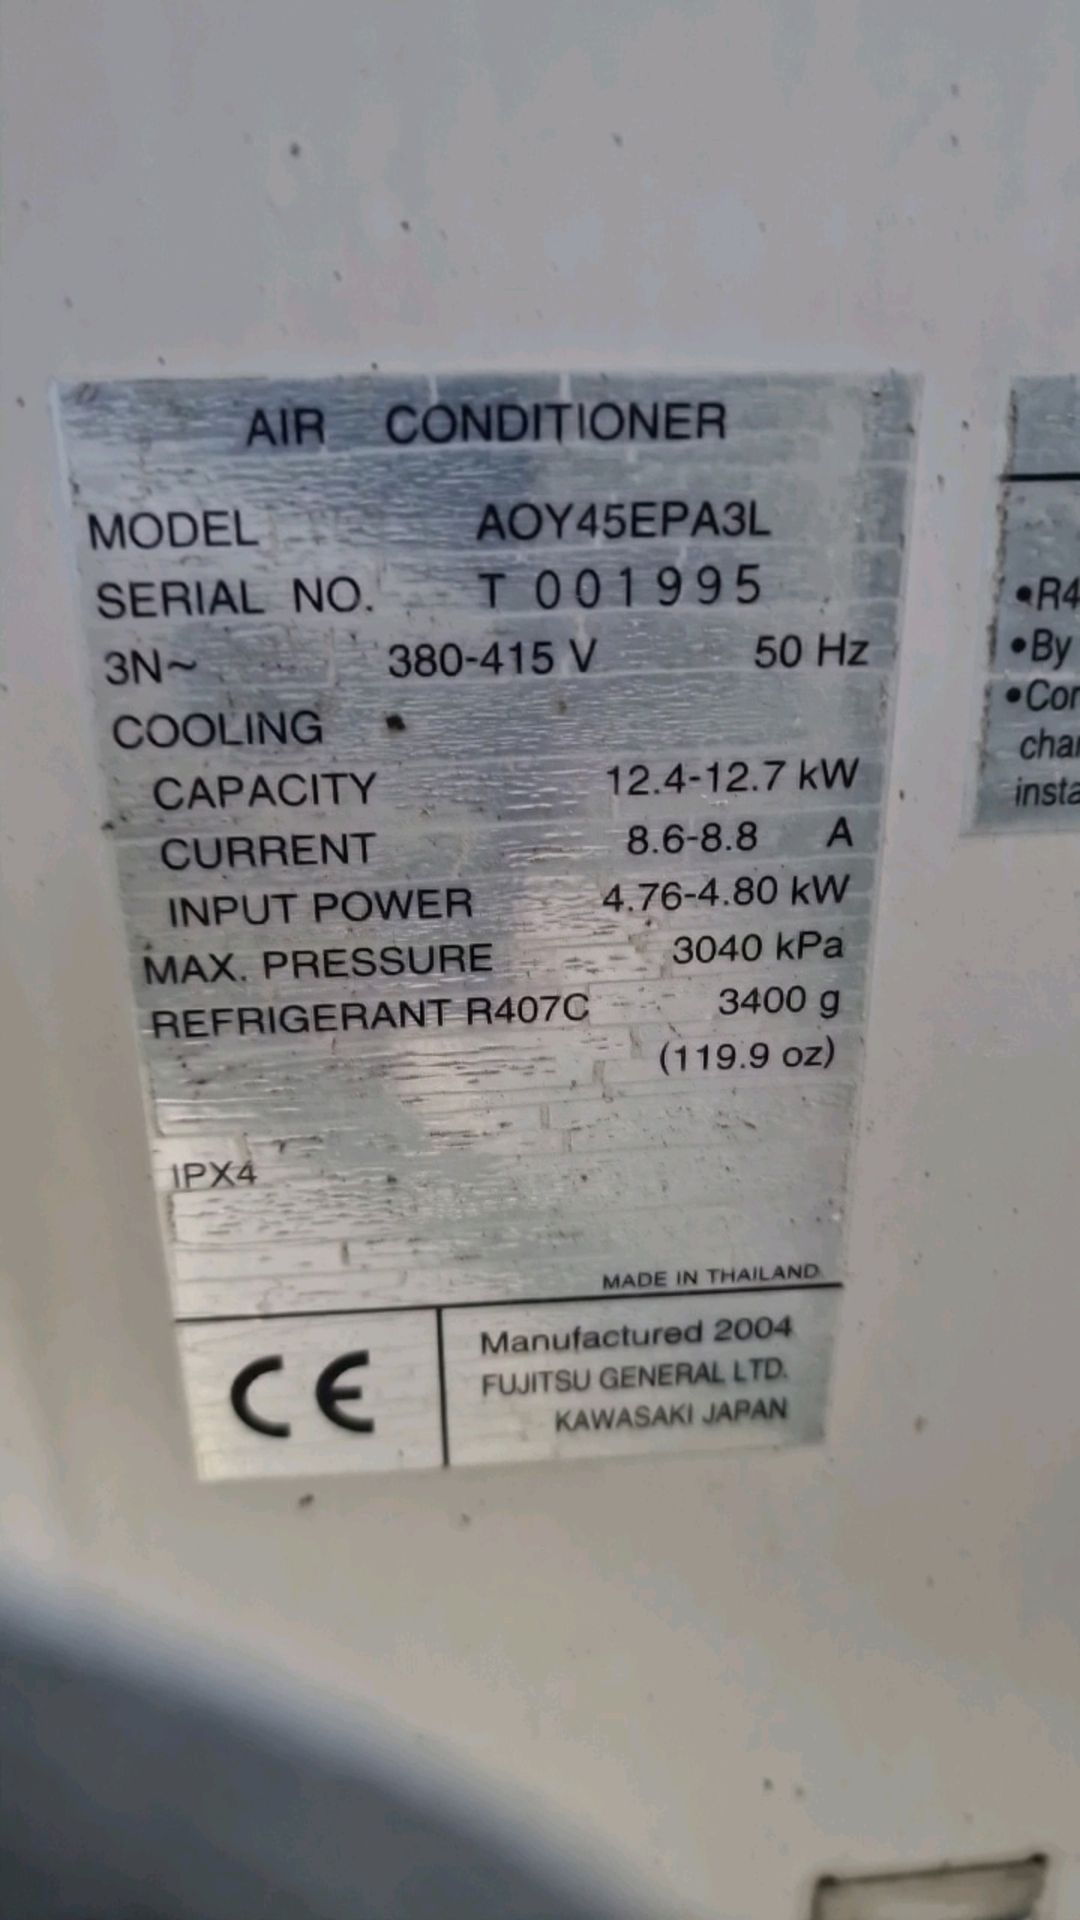 AIR CONDITIONER
MODEL AOY45EPA3L
SERIAL NO. T 001995
3N~ 380-415 V 50 Hz
COOLING
CAPACITY 12.4-12.7 kW
CURRENT 8.6-8.8 A
INPUT POWER 4.76-4.80 kW
MAX. PRESSURE 3040 kPa
REFRIGERANT R407C 3400 g
(119.9 oz)
IPX4
MADE IN THAILAND
CE
Manufactured 2004
FUJITSU GENERAL LTD.
KAWASAKI JAPAN
•R4
•By
•Cor
char
insta